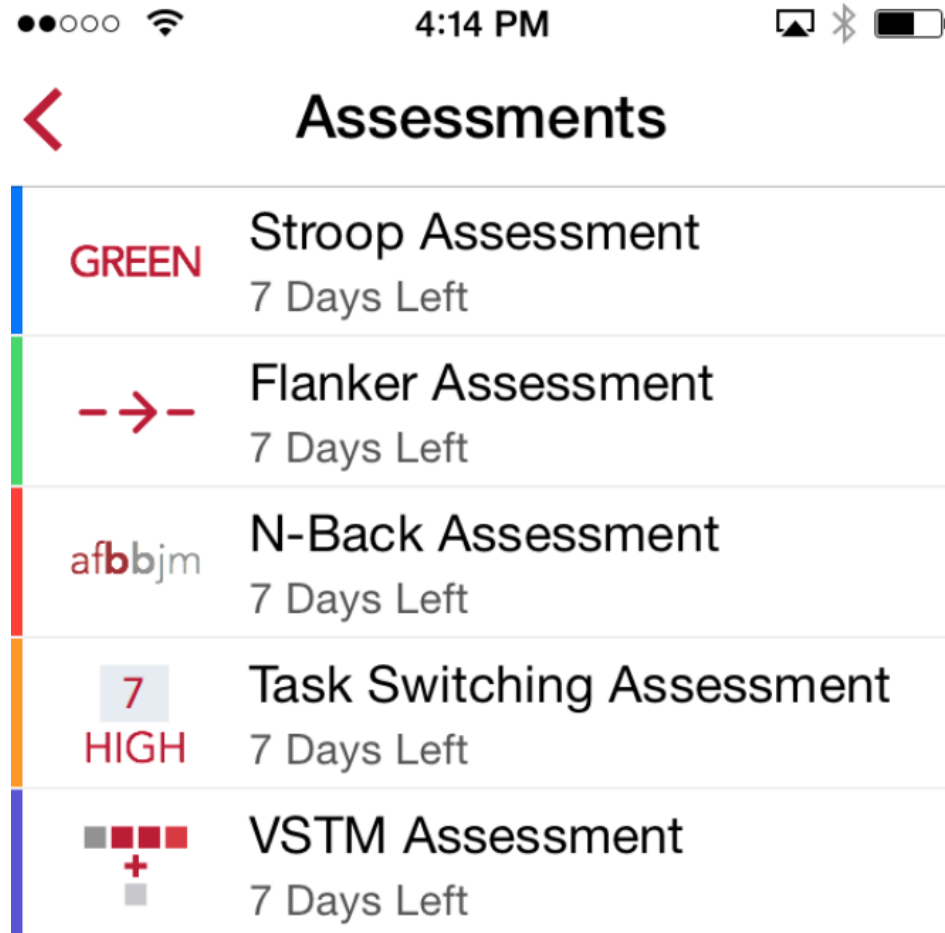 4:14 PM
Assessments
GREEN
Stroop Assessment
7 Days Left
Flanker Assessment
7 Days Left
afbbjm
N-Back Assessment
7 Days Left
7
HIGH
Task Switching Assessment
7 Days Left
VSTM Assessment
7 Days Left